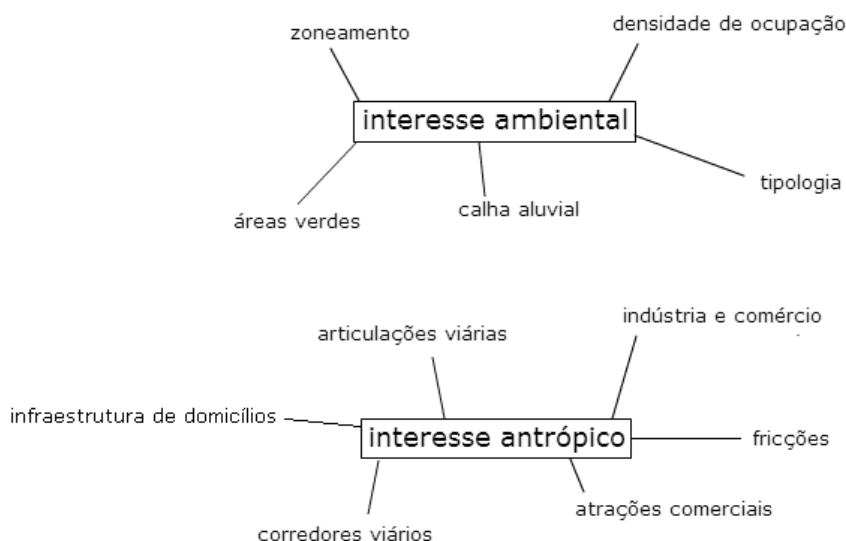 zoneamento
densidade de ocupação
interesse ambiental
tipologia
calha aluvial
áreas verdes
indústria e comércio
articulações viárias
infraestrutura de domicílios
interesse antrópico
fricções
atrações comerciais
corredores viários